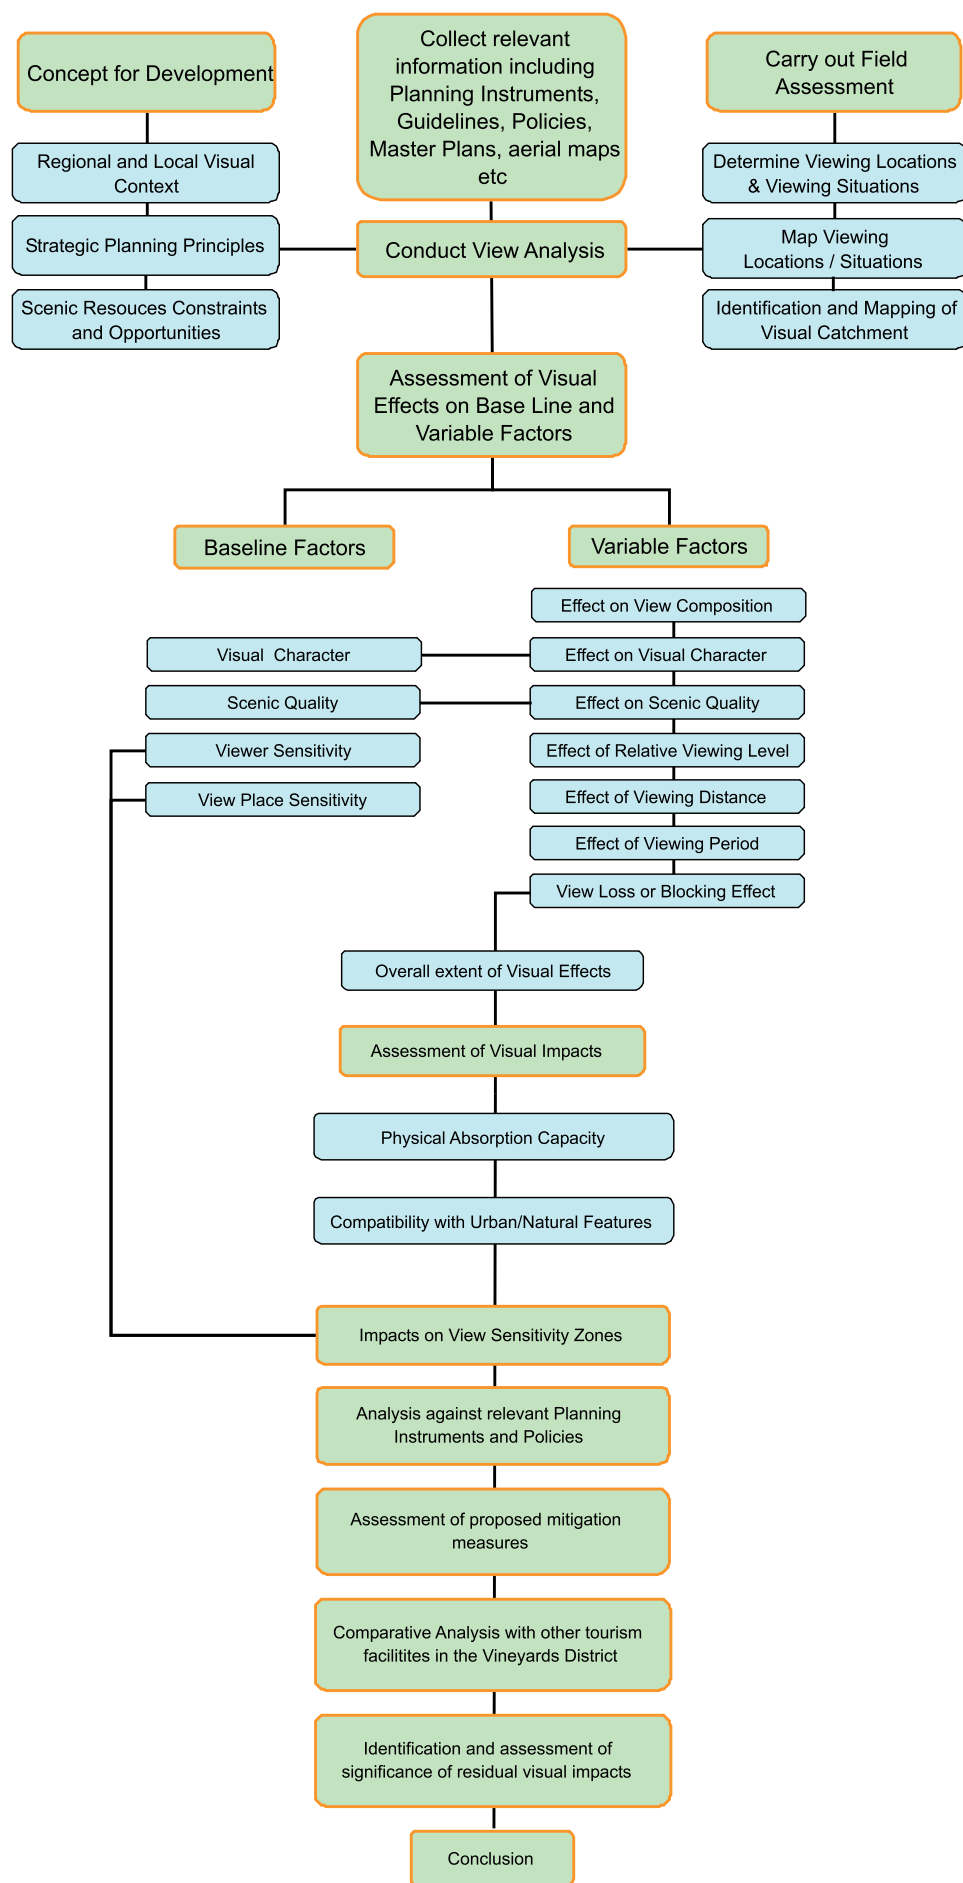 Concept for Development
Collect relevant
information including
Planning Instruments,
Guidelines, Policies,
Master Plans, aerial maps
etc
Carry out Field
Assessment
Regional and Local Visual
Context
Strategic Planning Principles
Scenic Resouces Constraints
and Opportunities
Conduct View Analysis
Determine Viewing Locations
& Viewing Situations
Map Viewing
Locations / Situations
Identification and Mapping of
Visual Catchment
Assessment of Visual
Effects on Base Line and
Variable Factors
Baseline Factors
Variable Factors
Effect on View Composition
Visual  Character
Effect on Visual Character
Scenic Quality
Effect on Scenic Quality
Viewer Sensitivity
Effect of Relative Viewing Level
View Place Sensitivity
Effect of Viewing Distance
Effect of Viewing Period
View Loss or Blocking Effect
Overall extent of Visual Effects
Assessment of Visual Impacts
Physical Absorption Capacity
Compatibility with Urban/Natural Features
Impacts on View Sensitivity Zones
Analysis against relevant Planning
Instruments and Policies
Assessment of proposed mitigation
measures
Comparative Analysis with other tourism
facilitites in the Vineyards District
Identification and assessment of
significance of residual visual impacts
Conclusion